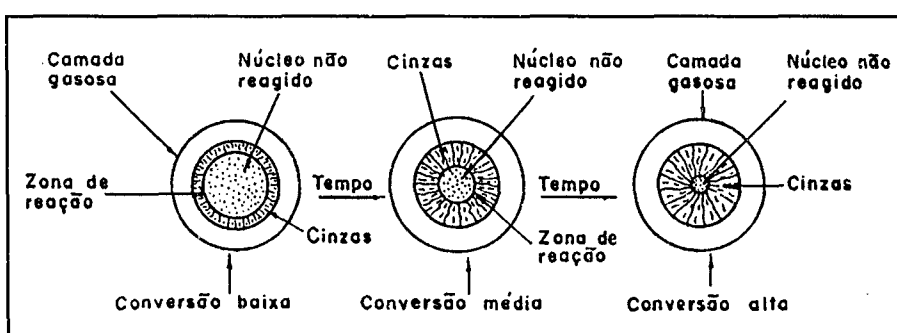 Camada
gasosa
Núcleo não
reagido
Zona de
reação
Cinzas
Conversão baixa
Tempo
Cinzas
Núcleo não
reagido
Zona de
reação
Conversão média
Tempo
Camada
gasosa
Núcleo não
reagido
Cinzas
Conversão alta